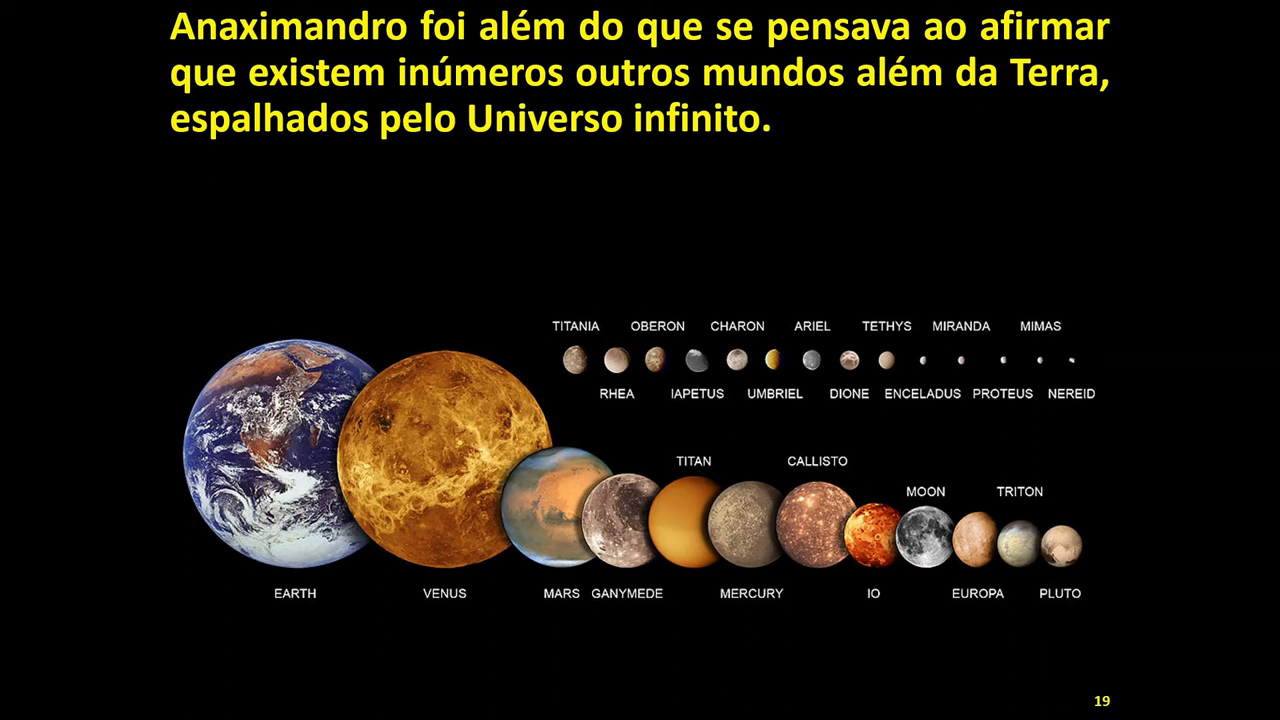 Anaximandro foi além do que se pensava ao afirmar
que existem inúmeros outros mundos além da Terra,
espalhados pelo Universo infinito.
TITANIA OBERON CHARON ARIEL TETHYS MIRANDA MIMAS
RHEA IAPETUS UMBRIEL DIONE ENCELADUS PROTEUS NEREID
TITAN CALLISTO
MOON TRITON
EARTH VENUS MARS GANYMEDE MERCURY IO EUROPA PLUTO
19